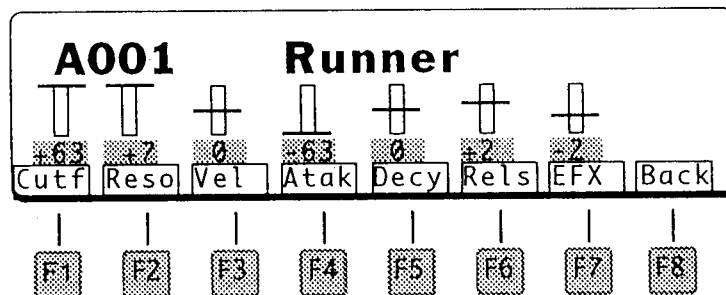 A001 Runner
+63 +7 0 -63 0 +2 -2
Cutf Reso Vel Atak Decy Rels EFX Back
F1 F2 F3 F4 F5 F6 F7 F8